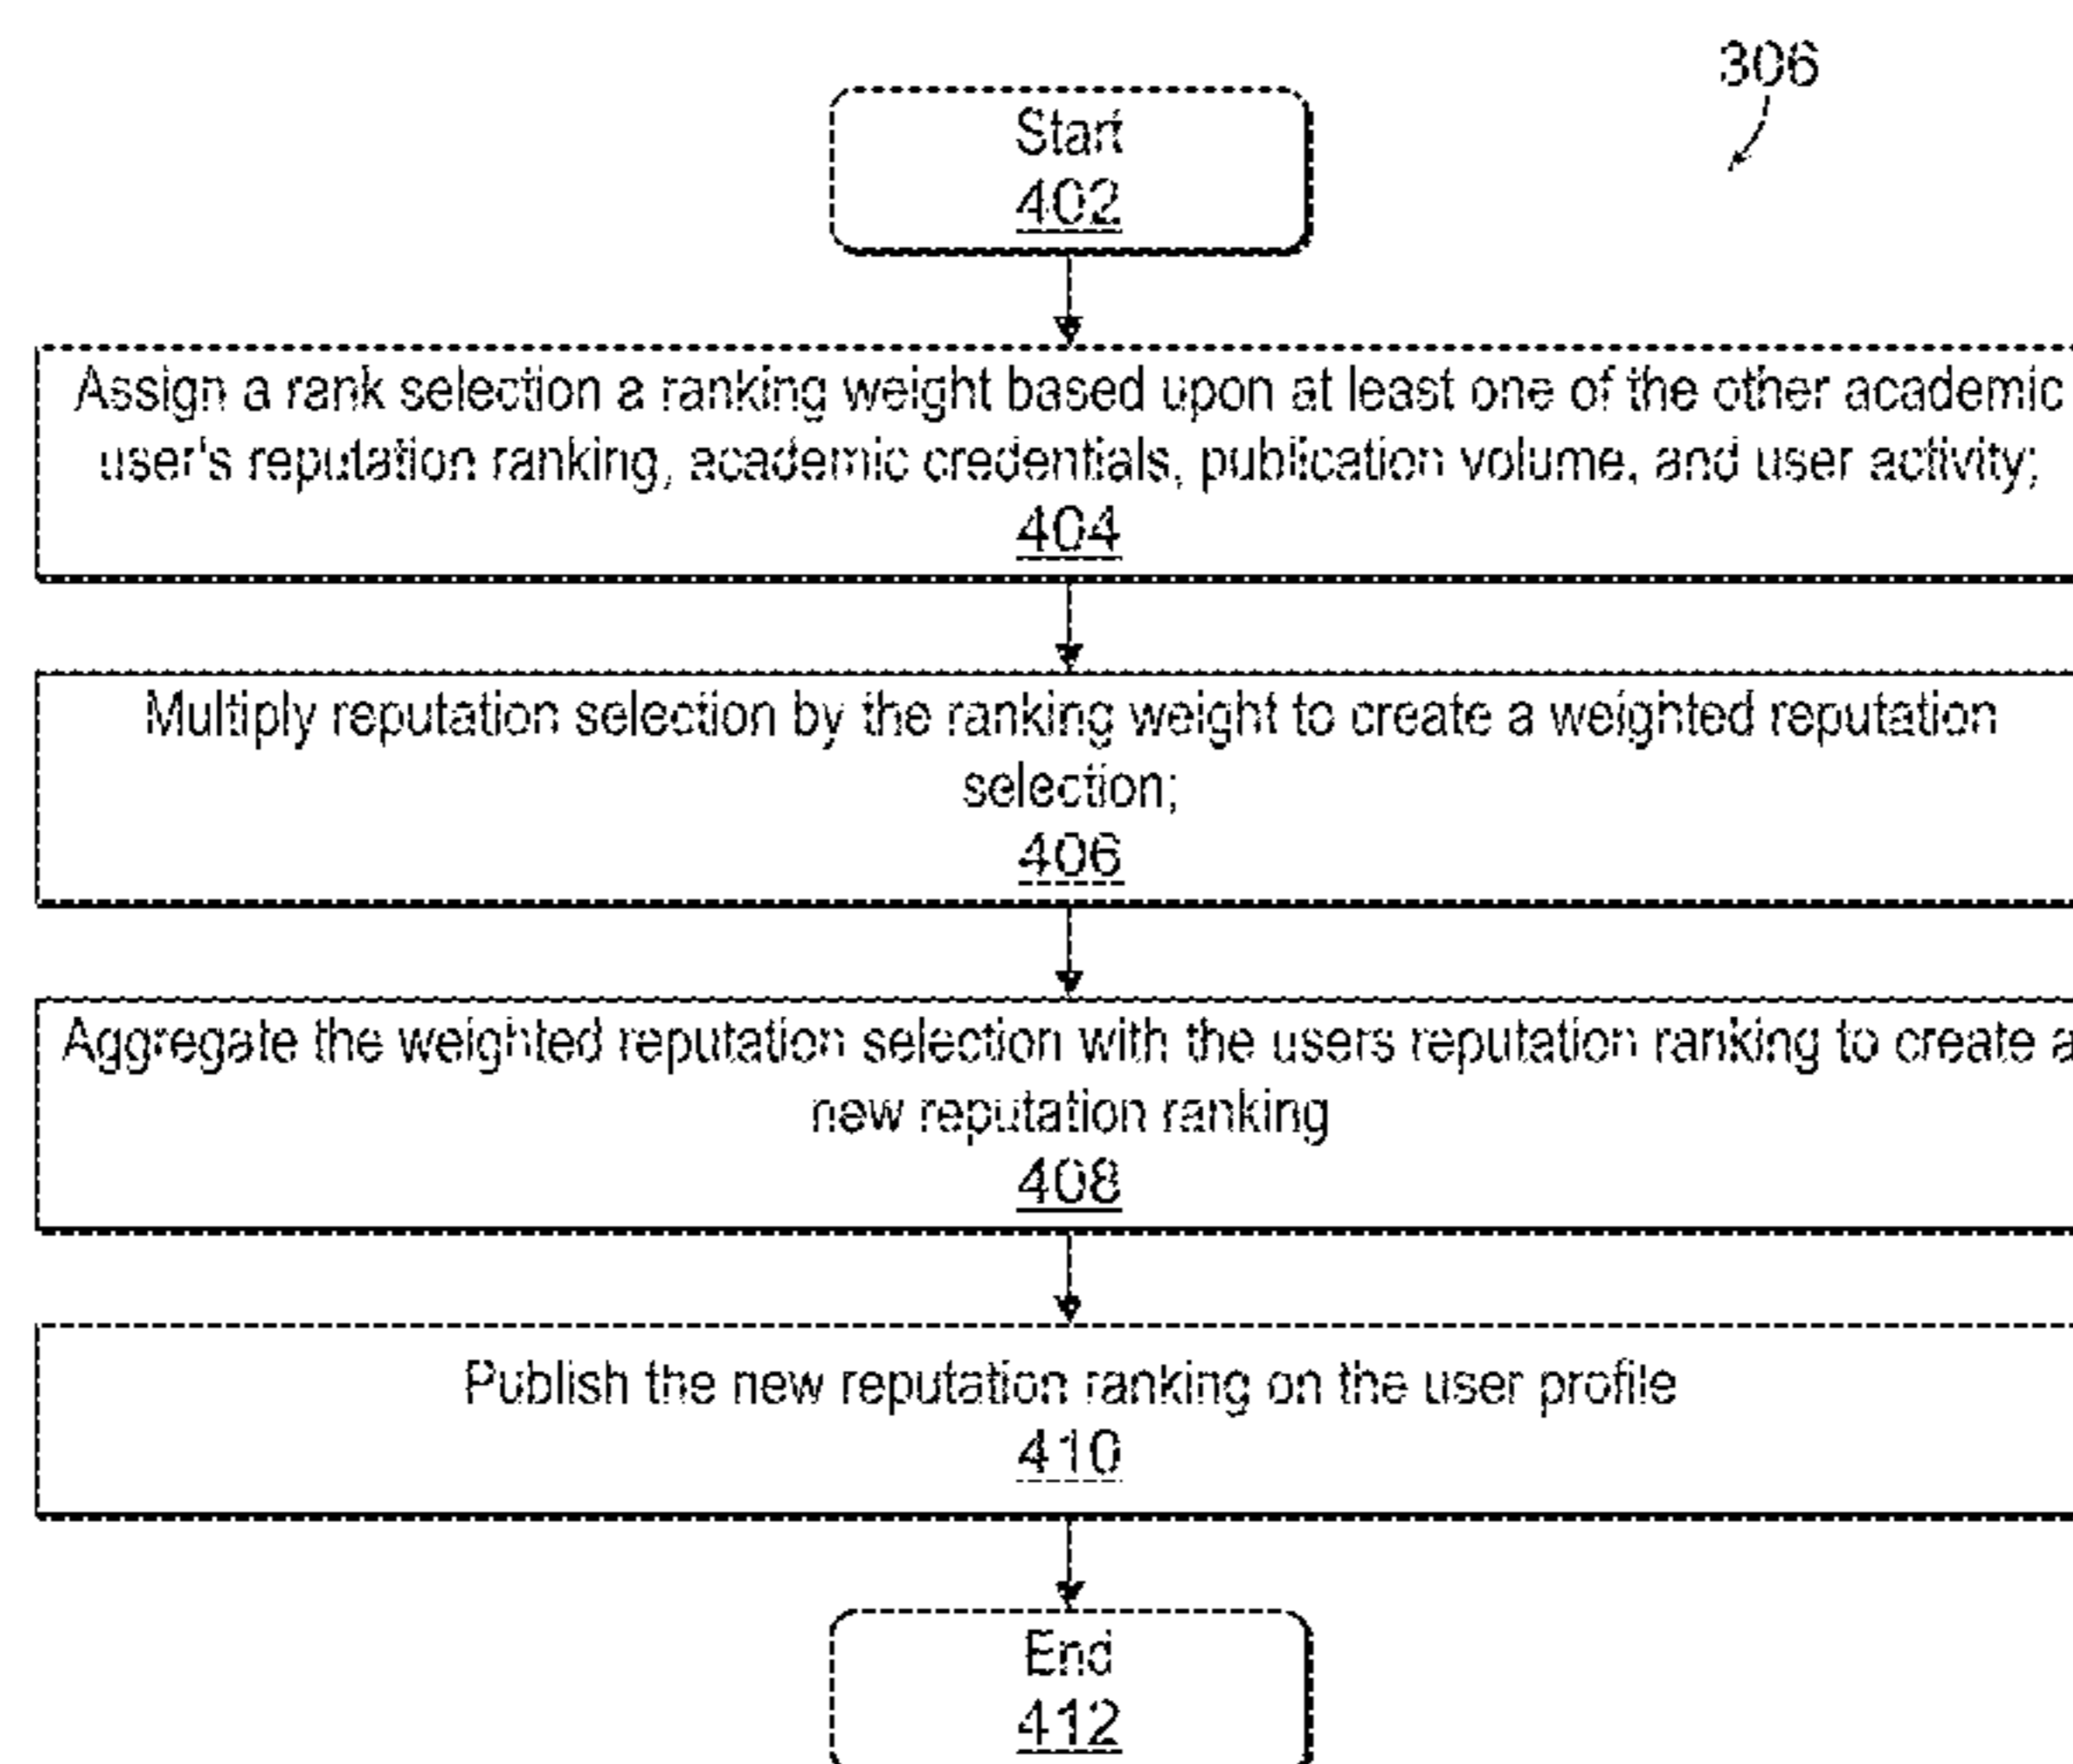 306
Start
402
Assign a rank selection a ranking weight based upon at least one of the other academic
user's reputation ranking, academic credentials, publication volume, and user activity;
404
Multiply reputation selection by the ranking weight to create a weighted reputation
selection;
406
Aggregate the weighted reputation selection with the users reputation ranking to create a
new reputation ranking
408
Publish the new reputation ranking on the user profile
410
End
412